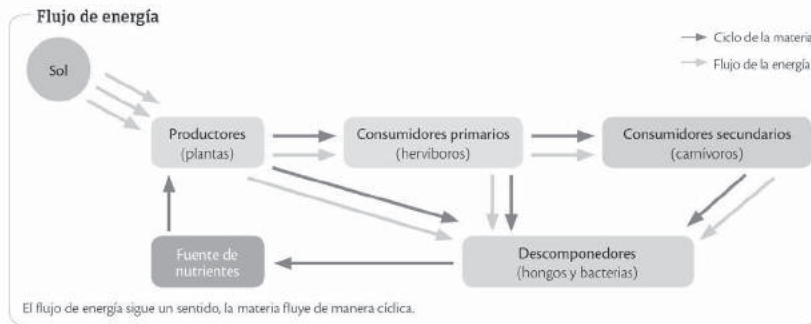 Flujo de energía
Sol
Ciclo de la materia
Flujo de la energía
Productores
(plantas)
Consumidores primarios
(hervíboros)
Consumidores secundarios
(carnívoros)
Fuente de
nutrientes
Descomponedores
(hongos y bacterias)
El flujo de energía sigue un sentido, la materia fluye de manera cíclica.